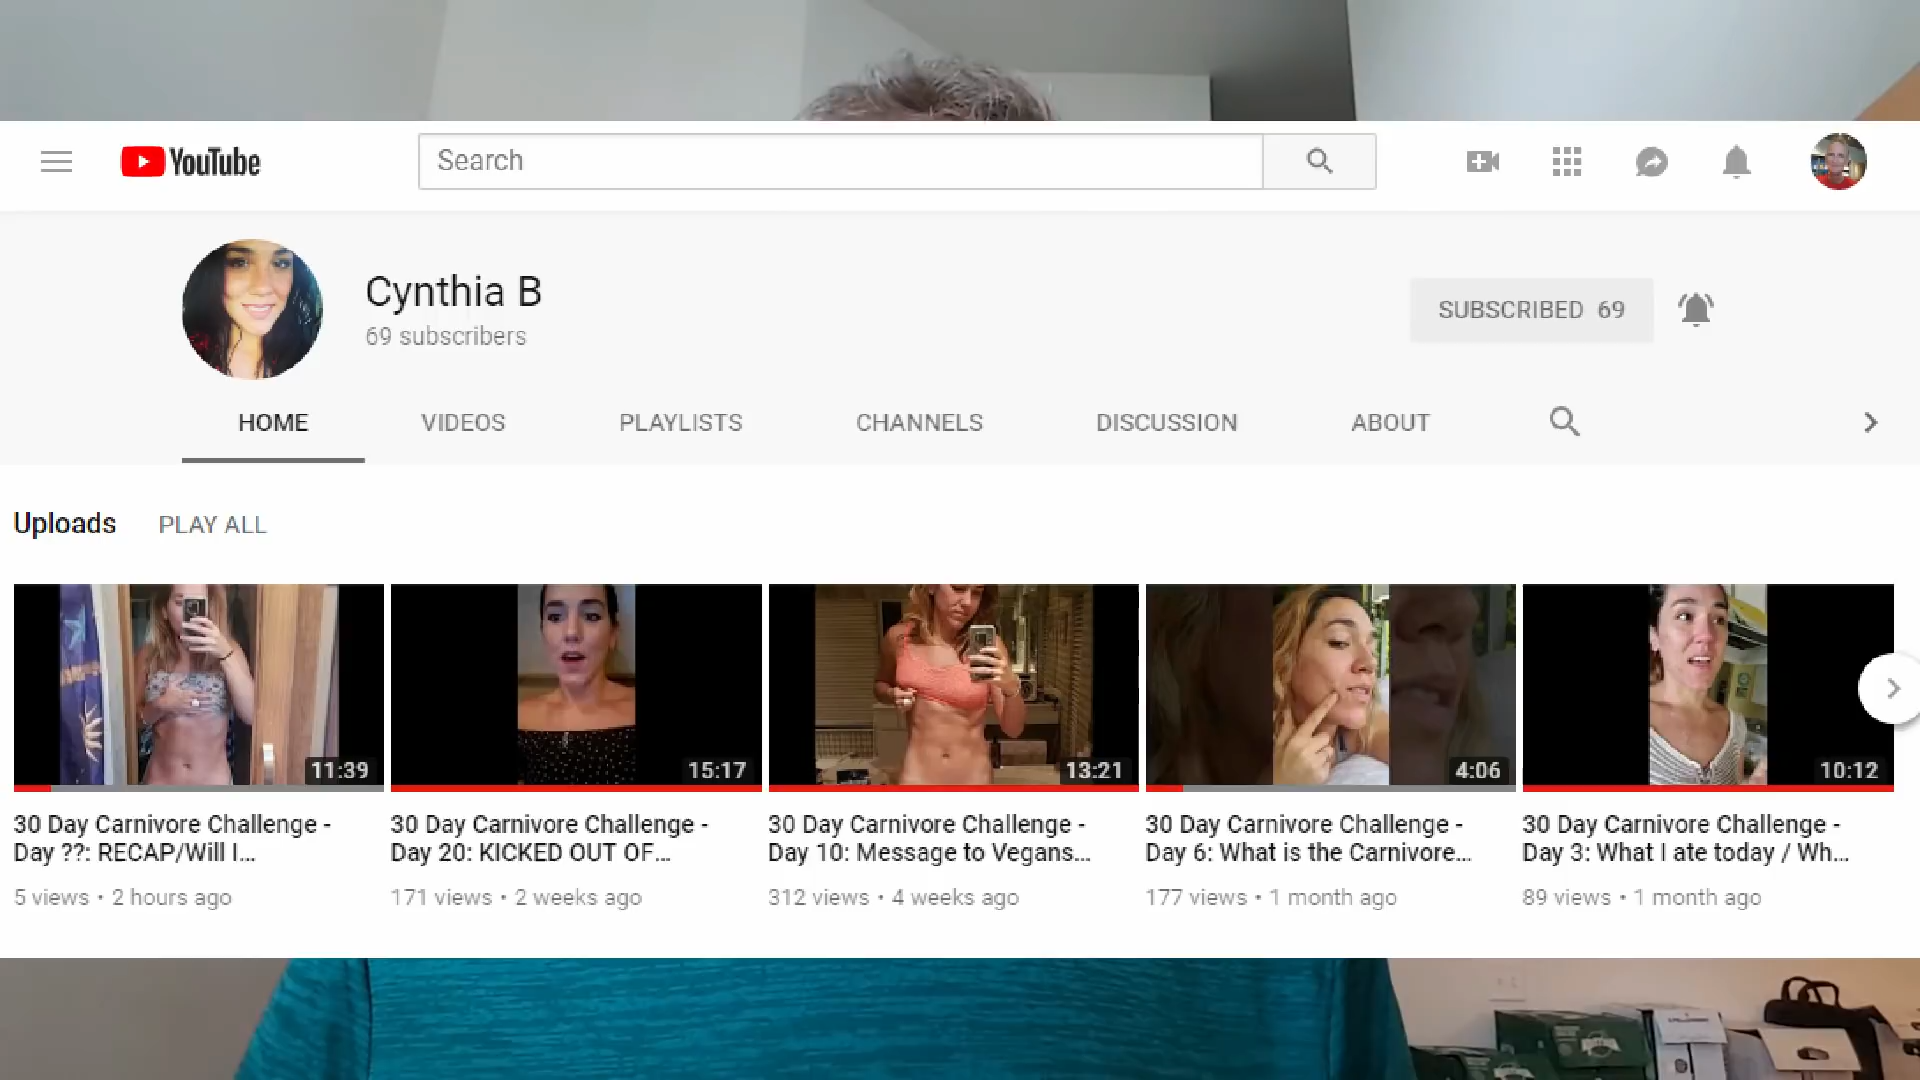 YouTube
Search
Cynthia B
69 subscribers
SUBSCRIBED 69
HOME VIDEOS PLAYLISTS CHANNELS DISCUSSION ABOUT
Uploads PLAY ALL
11:39
15:17
13:21
4:06
10:12
30 Day Carnivore Challenge -
Day ??: RECAP/Will I...
5 views • 2 hours ago
30 Day Carnivore Challenge -
Day 20: KICKED OUT OF...
171 views • 2 weeks ago
30 Day Carnivore Challenge -
Day 10: Message to Vegans...
312 views • 4 weeks ago
30 Day Carnivore Challenge -
Day 6: What is the Carnivore...
177 views • 1 month ago
30 Day Carnivore Challenge -
Day 3: What I ate today / Wh...
89 views • 1 month ago